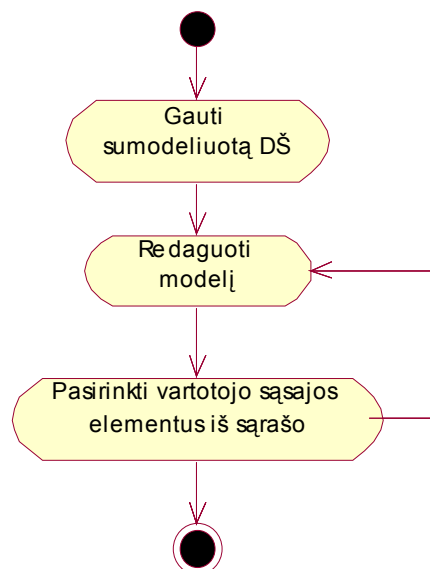 Gauti
sumodeliuotą DŠ
Redaguoti
modelį
Pasirinkti vartotojo sąsajos
elementus iš sąrašo